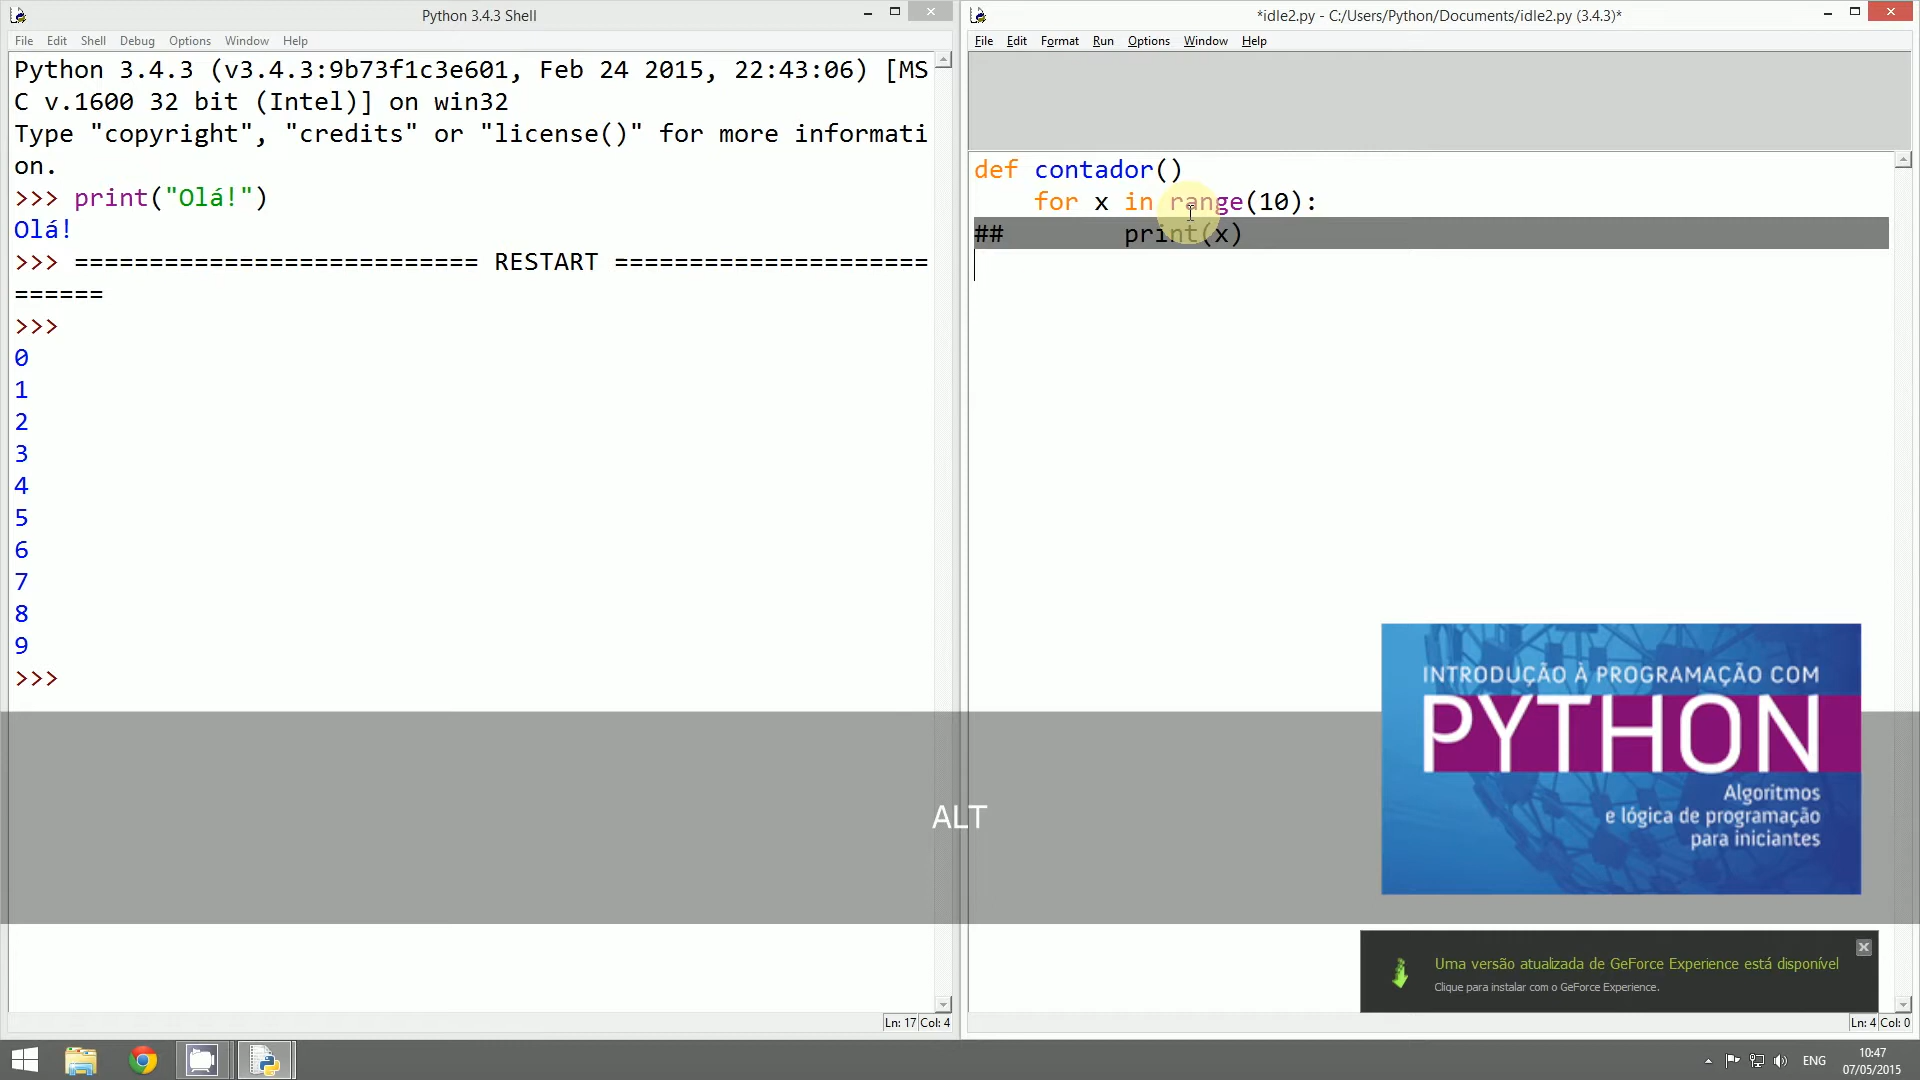 Python 3.4.3 Shell
File Edit Shell Debug Options Window Help
Python 3.4.3 (v3.4.3:9b73f1c3e601, Feb 24 2015, 22:43:06) [MS
C v.1600 32 bit (Intel)] on win32
Type "copyright", "credits" or "license()" for more informati
on.
>>> print("Olá!")
Olá!
>>> =========================== RESTART =====================
======
>>>
0
1
2
3
4
5
6
7
8
9
>>>
Ln: 17 Col: 4
*idle2.py - C:/Users/Python/Documents/idle2.py (3.4.3)*
File Edit Format Run Options Window Help
def contador()
    for x in range(10):
##        print(x)
ALT
INTRODUÇÃO À PROGRAMAÇÃO COM
PYTHON
Algoritmos
e lógica de programação
para iniciantes
Uma versão atualizada de GeForce Experience está disponível
Clique para instalar com o GeForce Experience.
Ln: 4 Col: 0
ENG
10:47
07/05/2015